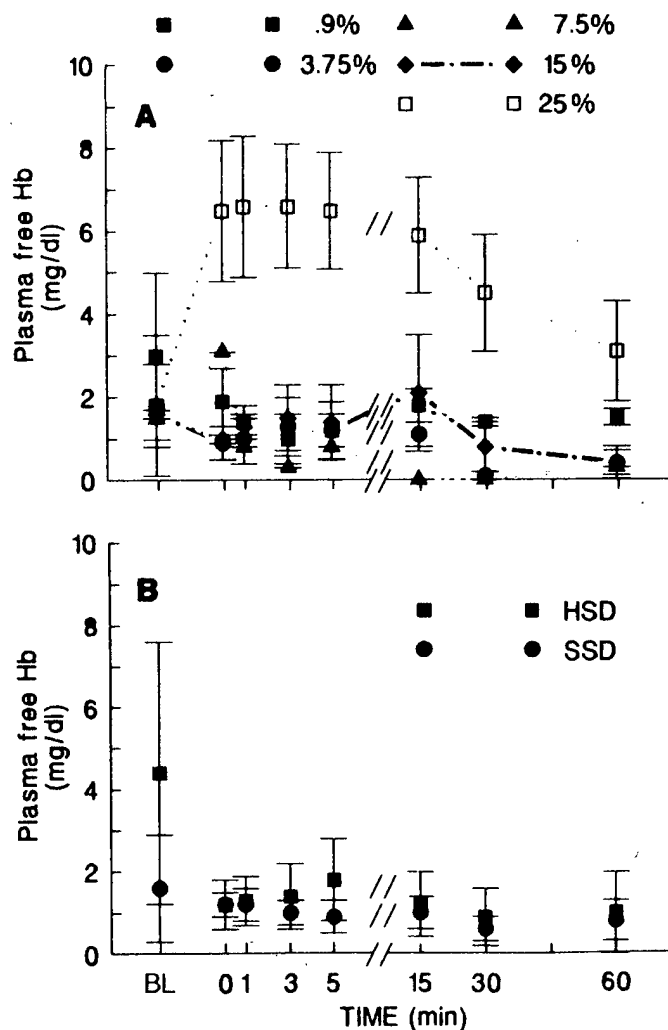 .9% 7.5%
3.75% 15%
25%
A
10
8
6
4
2
0
Plasma free Hb
(mg/dl)
B
HSD
SSD
10
8
6
4
2
0
Plasma free Hb
(mg/dl)
BL 0 1 3 5 15 30 60
TIME (min)